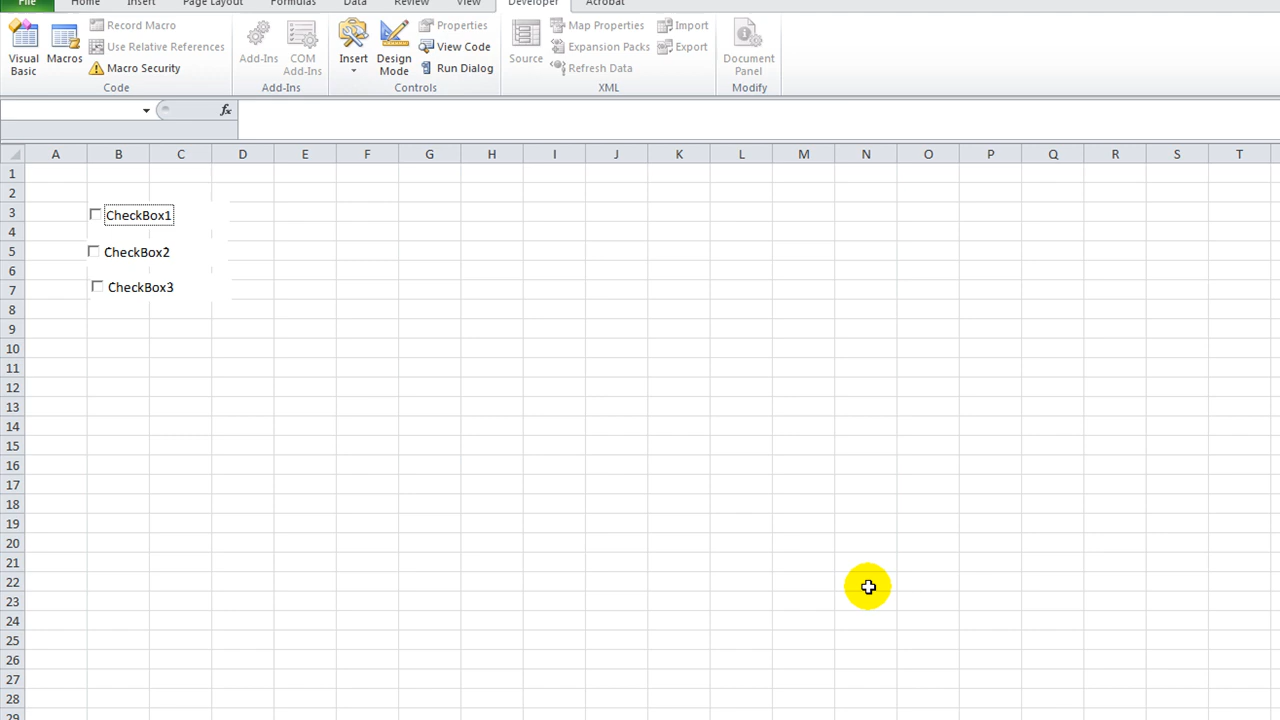 File Home Insert Page Layout Formulas Data Review View Developer Acrobat
Visual Basic
Macros
Record Macro
Use Relative References
Macro Security
Code
Add-Ins
COM Add-Ins
Add-Ins
Insert
Design Mode
Properties
View Code
Run Dialog
Controls
Source
Map Properties
Expansion Packs
Refresh Data
Import
Export
XML
Document Panel
Modify
fx
A B C D E F G H I J K L M N O P Q R S T
1
2
3 CheckBox1
4
5 CheckBox2
6
7 CheckBox3
8
9
10
11
12
13
14
15
16
17
18
19
20
21
22
23
24
25
26
27
28
29